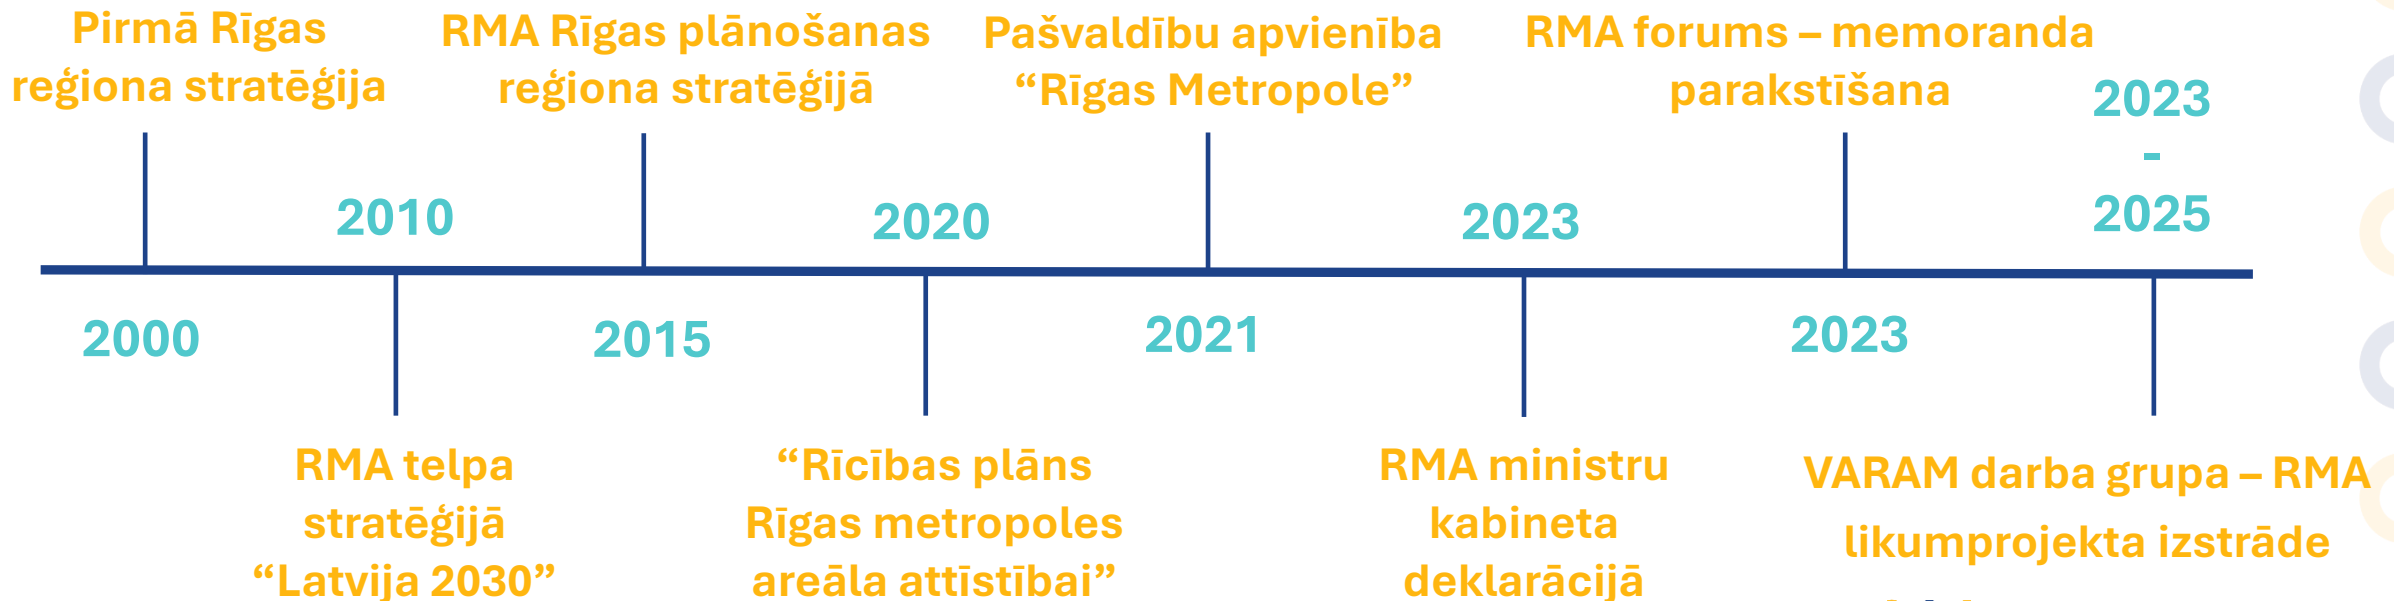 Pirmā Rīgas
reģiona stratēģija
2000
2010
RMA telpa
stratēģijā
“Latvija 2030”
RMA Rīgas plānošanas
reģiona stratēģijā
2015
2020
“Rīcības plāns
Rīgas metropoles
areāla attīstībai”
Pašvaldību apvienība
“Rīgas Metropole”
2021
2023
RMA ministru
kabineta
deklarācijā
RMA forums – memoranda
parakstīšana
2023
2023
-
2025
VARAM darba grupa – RMA
likumprojekta izstrāde